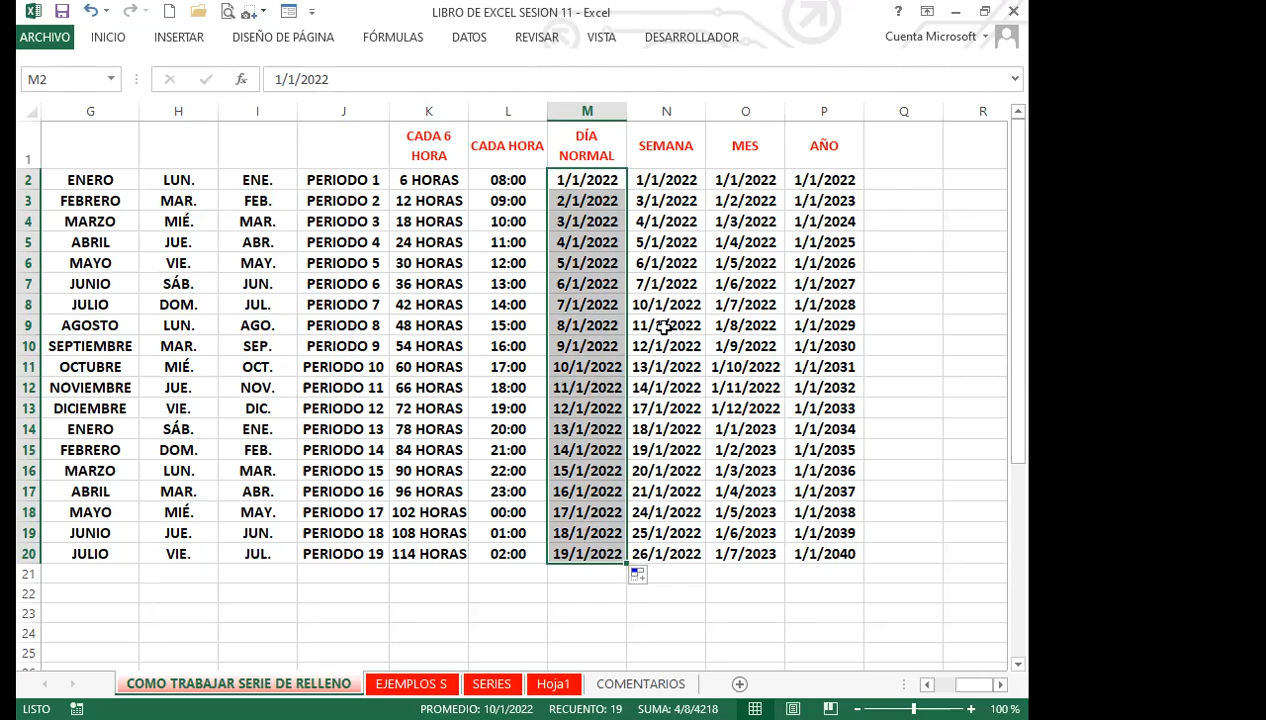 LIBRO DE EXCEL SESION 11 - Excel
?
ARCHIVO INICIO INSERTAR DISEÑO DE PÁGINA FÓRMULAS DATOS REVISAR VISTA DESARROLLADOR Cuenta Microsoft
M2 fx 1/1/2022
G H I J K L M N O P Q R
1 CADA 6 HORA CADA HORA DÍA NORMAL SEMANA MES AÑO
2 ENERO LUN. ENE. PERIODO 1 6 HORAS 08:00 1/1/2022 1/1/2022 1/1/2022 1/1/2022
3 FEBRERO MAR. FEB. PERIODO 2 12 HORAS 09:00 2/1/2022 3/1/2022 1/2/2022 1/1/2023
4 MARZO MIÉ. MAR. PERIODO 3 18 HORAS 10:00 3/1/2022 4/1/2022 1/3/2022 1/1/2024
5 ABRIL JUE. ABR. PERIODO 4 24 HORAS 11:00 4/1/2022 5/1/2022 1/4/2022 1/1/2025
6 MAYO VIE. MAY. PERIODO 5 30 HORAS 12:00 5/1/2022 6/1/2022 1/5/2022 1/1/2026
7 JUNIO SÁB. JUN. PERIODO 6 36 HORAS 13:00 6/1/2022 7/1/2022 1/6/2022 1/1/2027
8 JULIO DOM. JUL. PERIODO 7 42 HORAS 14:00 7/1/2022 10/1/2022 1/7/2022 1/1/2028
9 AGOSTO LUN. AGO. PERIODO 8 48 HORAS 15:00 8/1/2022 11/1/2022 1/8/2022 1/1/2029
10 SEPTIEMBRE MAR. SEP. PERIODO 9 54 HORAS 16:00 9/1/2022 12/1/2022 1/9/2022 1/1/2030
11 OCTUBRE MIÉ. OCT. PERIODO 10 60 HORAS 17:00 10/1/2022 13/1/2022 1/10/2022 1/1/2031
12 NOVIEMBRE JUE. NOV. PERIODO 11 66 HORAS 18:00 11/1/2022 14/1/2022 1/11/2022 1/1/2032
13 DICIEMBRE VIE. DIC. PERIODO 12 72 HORAS 19:00 12/1/2022 17/1/2022 1/12/2022 1/1/2033
14 ENERO SÁB. ENE. PERIODO 13 78 HORAS 20:00 13/1/2022 18/1/2022 1/1/2023 1/1/2034
15 FEBRERO DOM. FEB. PERIODO 14 84 HORAS 21:00 14/1/2022 19/1/2022 1/2/2023 1/1/2035
16 MARZO LUN. MAR. PERIODO 15 90 HORAS 22:00 15/1/2022 20/1/2022 1/3/2023 1/1/2036
17 ABRIL MAR. ABR. PERIODO 16 96 HORAS 23:00 16/1/2022 21/1/2022 1/4/2023 1/1/2037
18 MAYO MIÉ. MAY. PERIODO 17 102 HORAS 00:00 17/1/2022 24/1/2022 1/5/2023 1/1/2038
19 JUNIO JUE. JUN. PERIODO 18 108 HORAS 01:00 18/1/2022 25/1/2022 1/6/2023 1/1/2039
20 JULIO VIE. JUL. PERIODO 19 114 HORAS 02:00 19/1/2022 26/1/2022 1/7/2023 1/1/2040
21
22
23
24
25
COMO TRABAJAR SERIE DE RELLENO EJEMPLOS S SERIES Hoja1 COMENTARIOS
LISTO PROMEDIO: 10/1/2022 RECUENTO: 19 SUMA: 4/8/4218 100 %